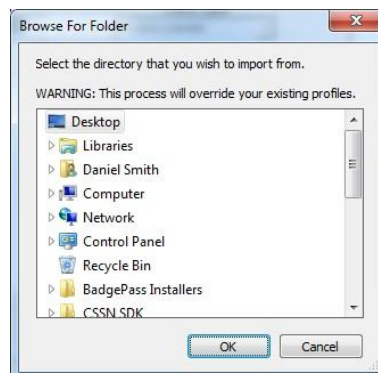 Browse For Folder
Select the directory that you wish to import from.
WARNING: This process will override your existing profiles.
Desktop
Libraries
Daniel Smith
Computer
Network
Control Panel
Recycle Bin
BadgePass Installers
CSSN SDK
OK Cancel